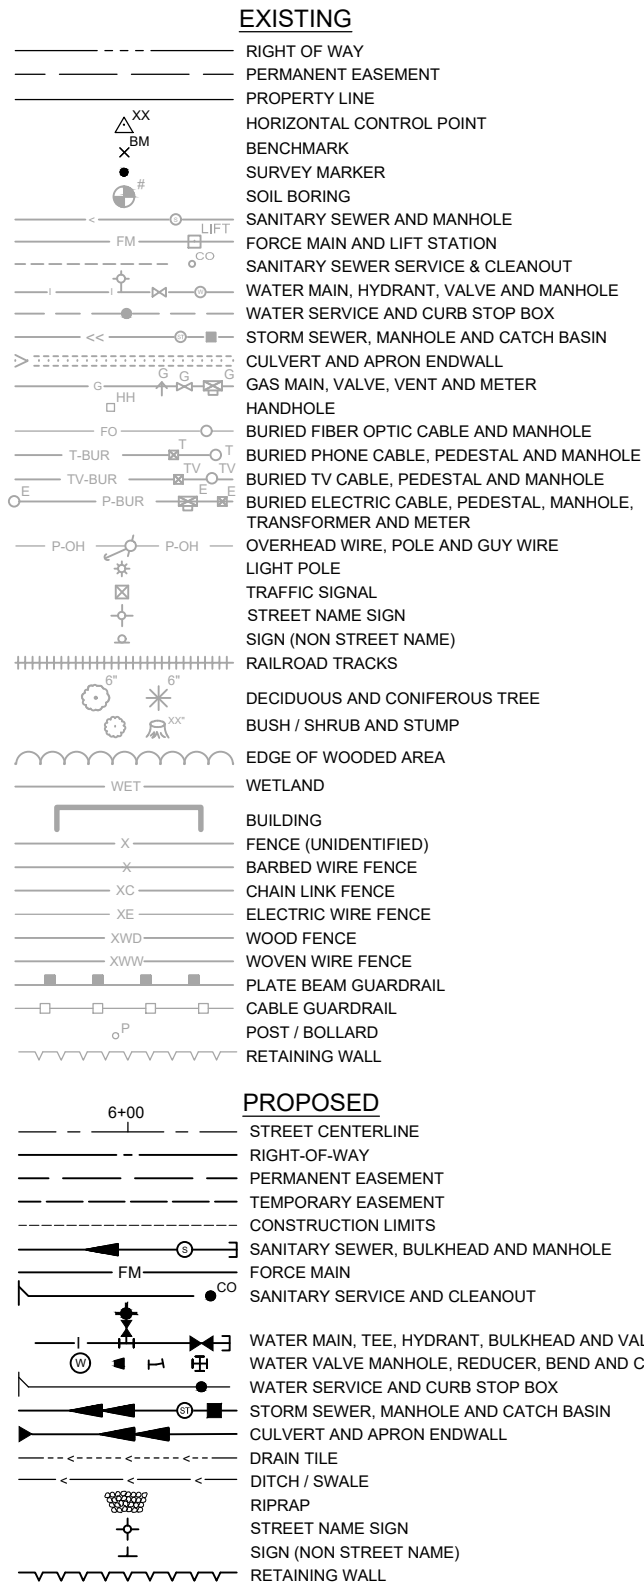 EXISTING
RIGHT OF WAY
PERMANENT EASEMENT
PROPERTY LINE
XX HORIZONTAL CONTROL POINT
BM BENCHMARK
SURVEY MARKER
# SOIL BORING
< S SANITARY SEWER AND MANHOLE
FM LIFT FORCE MAIN AND LIFT STATION
CO SANITARY SEWER SERVICE & CLEANOUT
I I W WATER MAIN, HYDRANT, VALVE AND MANHOLE
WATER SERVICE AND CURB STOP BOX
<< ST STORM SEWER, MANHOLE AND CATCH BASIN
> CULVERT AND APRON ENDWALL
G G G G GAS MAIN, VALVE, VENT AND METER
HH HANDHOLE
FO BURIED FIBER OPTIC CABLE AND MANHOLE
T-BUR T T BURIED PHONE CABLE, PEDESTAL AND MANHOLE
TV-BUR TV TV BURIED TV CABLE, PEDESTAL AND MANHOLE
E P-BUR E E BURIED ELECTRIC CABLE, PEDESTAL, MANHOLE,
TRANSFORMER AND METER
P-OH P-OH OVERHEAD WIRE, POLE AND GUY WIRE
LIGHT POLE
TRAFFIC SIGNAL
STREET NAME SIGN
SIGN (NON STREET NAME)
RAILROAD TRACKS
6" 6" DECIDUOUS AND CONIFEROUS TREE
XX" BUSH / SHRUB AND STUMP
EDGE OF WOODED AREA
WET WETLAND
BUILDING
X FENCE (UNIDENTIFIED)
X BARBED WIRE FENCE
XC CHAIN LINK FENCE
XE ELECTRIC WIRE FENCE
XWD WOOD FENCE
XWW WOVEN WIRE FENCE
PLATE BEAM GUARDRAIL
CABLE GUARDRAIL
P POST / BOLLARD
RETAINING WALL
PROPOSED
6+00
STREET CENTERLINE
RIGHT-OF-WAY
PERMANENT EASEMENT
TEMPORARY EASEMENT
CONSTRUCTION LIMITS
S SANITARY SEWER, BULKHEAD AND MANHOLE
FM FORCE MAIN
CO SANITARY SERVICE AND CLEANOUT
I WATER MAIN, TEE, HYDRANT, BULKHEAD AND VAL
W WATER VALVE MANHOLE, REDUCER, BEND AND C
WATER SERVICE AND CURB STOP BOX
ST STORM SEWER, MANHOLE AND CATCH BASIN
CULVERT AND APRON ENDWALL
< < < DRAIN TILE
< < < DITCH / SWALE
RIPRAP
STREET NAME SIGN
SIGN (NON STREET NAME)
RETAINING WALL